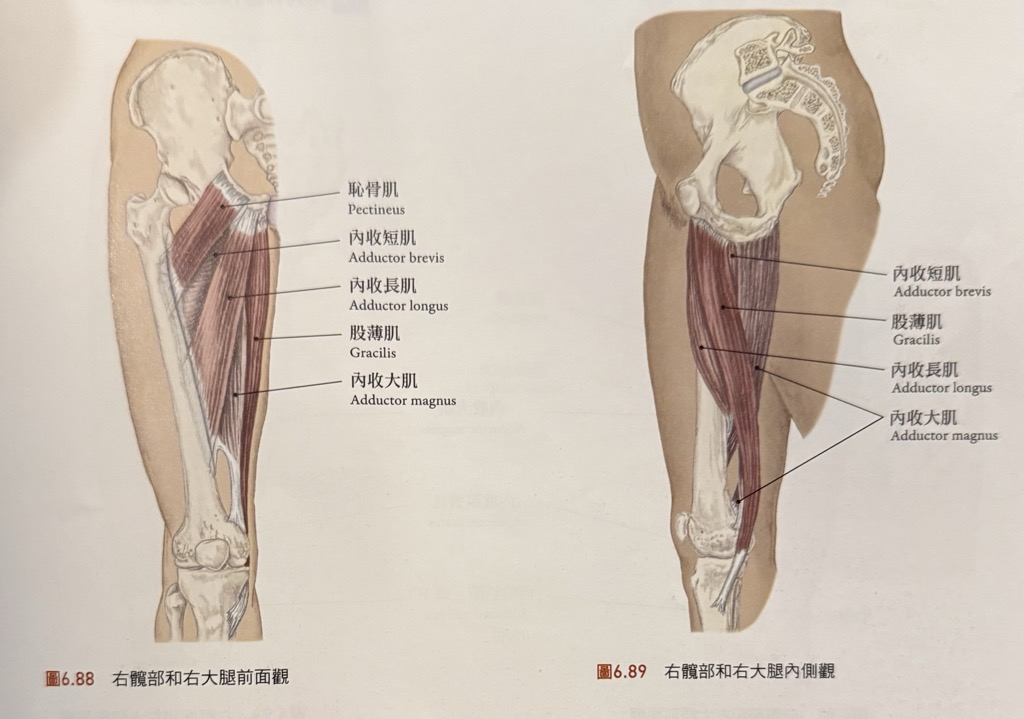 恥骨肌
Pectineus
內收短肌
Adductor brevis
內收長肌
Adductor longus
股薄肌
Gracilis
內收大肌
Adductor magnus
圖6.88 右髖部和右大腿前面觀
內收短肌
Adductor brevis
股薄肌
Gracilis
內收長肌
Adductor longus
內收大肌
Adductor magnus
圖6.89 右髖部和右大腿內側觀